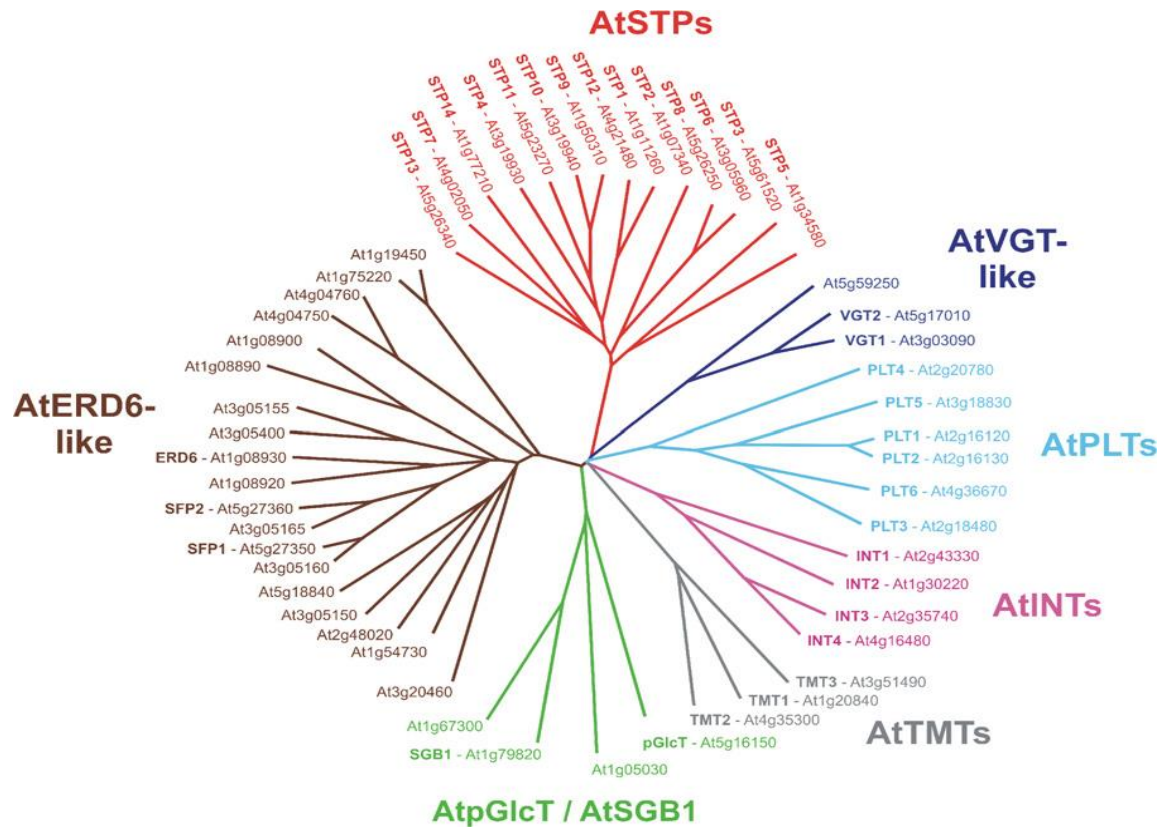 AtSTPs
STP13 - At5g26340
STP7 - At4g02050
STP14 - At1g77210
STP4 - At3g19930
STP11 - At5g23270
STP10 - At3g19940
STP9 - At1g50310
STP12 - At4g21480
STP1 - At1g11260
STP2 - At1g07340
STP8 - At5g26250
STP6 - At3g05960
STP3 - At5g61520
STP5 - At1g34580
AtVGT-
like
At5g59250
VGT2 - At5g17010
VGT1 - At3g03090
PLT4 - At2g20780
PLT5 - At3g18830
PLT1 - At2g16120
PLT2 - At2g16130
PLT6 - At4g36670
PLT3 - At2g18480
AtPLTs
INT1 - At2g43330
INT2 - At1g30220
INT3 - At2g35740
INT4 - At4g16480
AtINTs
TMT3 - At3g51490
TMT1 - At1g20840
TMT2 - At4g35300
AtTMTs
pGlcT - At5g16150
At1g05030
SGB1 - At1g79820
At1g67300
AtpGlcT / AtSGB1
AtERD6-
like
At1g19450
At1g75220
At4g04760
At4g04750
At1g08900
At1g08890
At3g05155
At3g05400
ERD6 - At1g08930
At1g08920
SFP2 - At5g27360
At3g05165
SFP1 - At5g27350
At3g05160
At5g18840
At3g05150
At2g48020
At1g54730
At3g20460